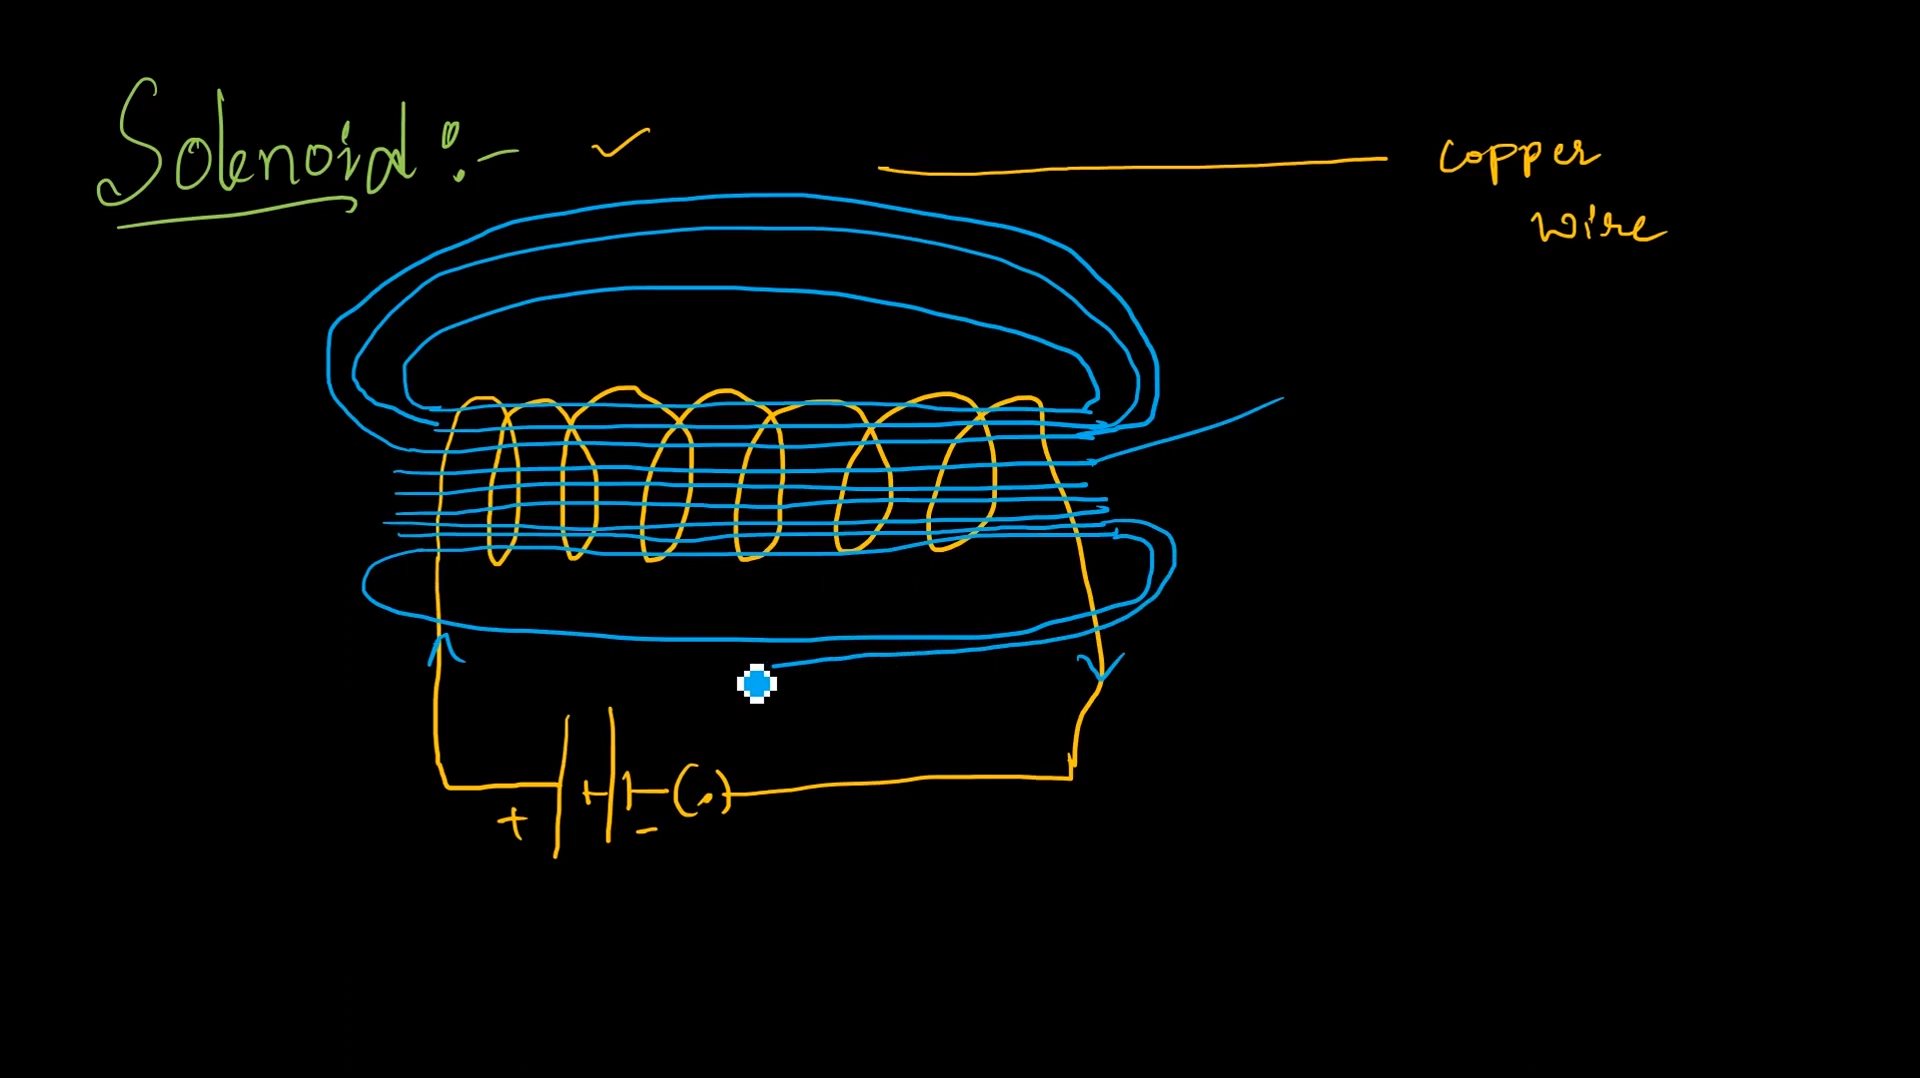 Solenoid :-
copper
wire
+
-
(.)